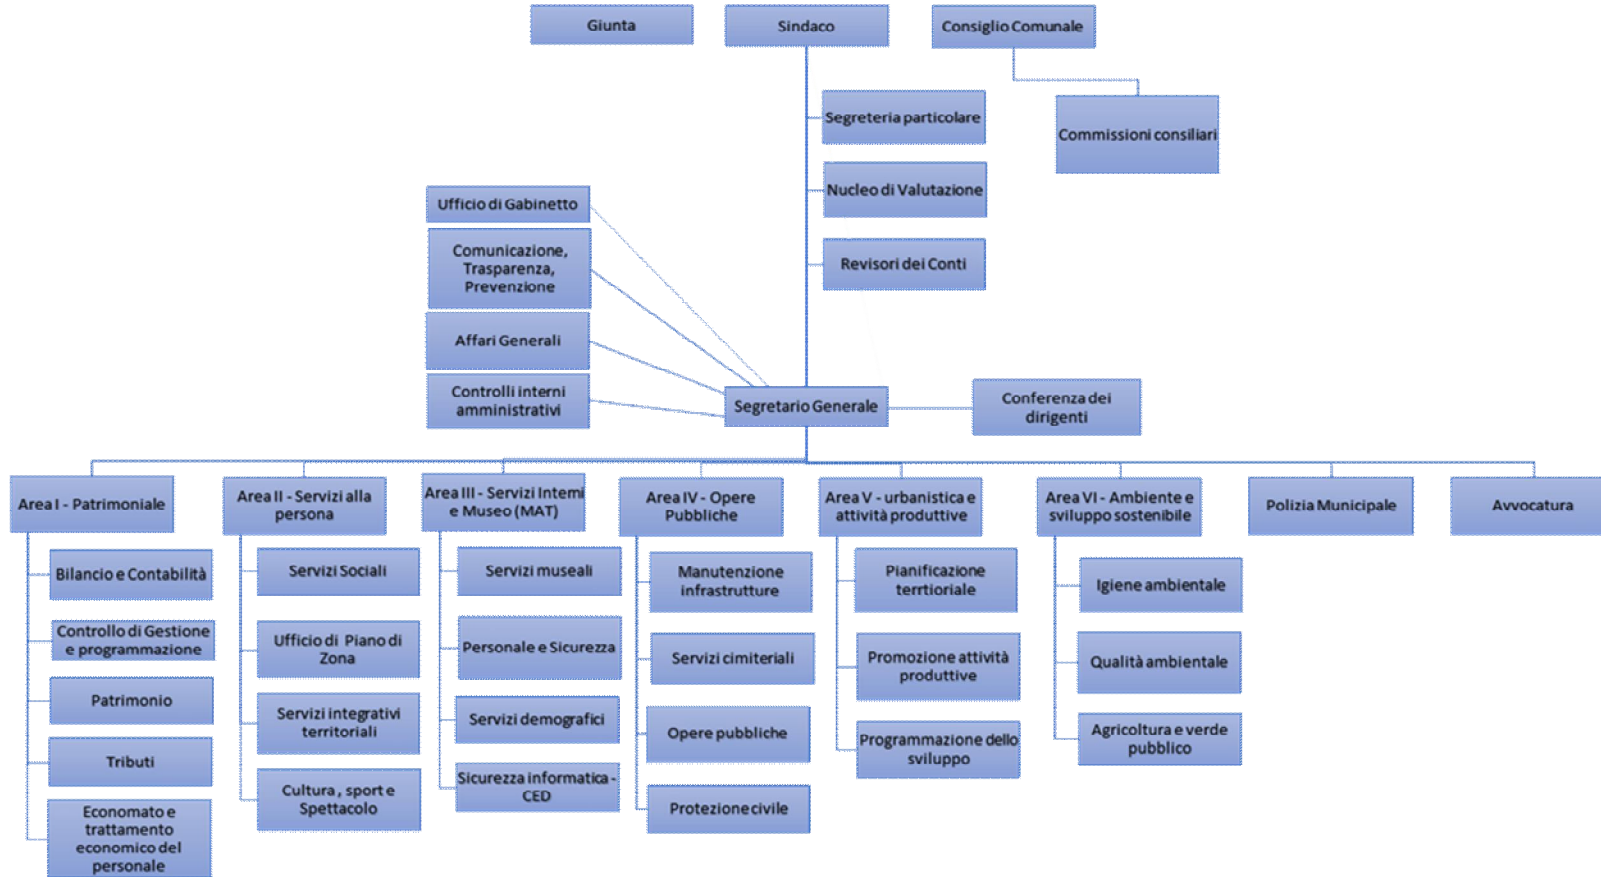 Giunta
Sindaco
Consiglio Comunale
Segreteria particolare
Commissioni consiliari
Nucleo di Valutazione
Ufficio di Gabinetto
Comunicazione,
Trasparenza,
Prevenzione
Revisori dei Conti
Affari Generali
Controlli interni
amministrativi
Segretario Generale
Conferenza dei
dirigenti
Area I - Patrimoniale
Area II - Servizi alla
persona
Area III - Servizi Interni
e Museo (MAT)
Area IV - Opere
Pubbliche
Area V - urbanistica e
attività produttive
Area VI - Ambiente e
sviluppo sostenibile
Polizia Municipale
Avvocatura
Bilancio e Contabilità
Controllo di Gestione
e programmazione
Patrimonio
Tributi
Economato e
trattamento
economico del
personale
Servizi Sociali
Ufficio di Piano di
Zona
Servizi integrativi
territoriali
Cultura , sport e
Spettacolo
Servizi museali
Personale e Sicurezza
Servizi demografici
Sicurezza informatica -
CED
Manutenzione
infrastrutture
Servizi cimiteriali
Opere pubbliche
Protezione civile
Pianificazione
terrtioriale
Promozione attività
produttive
Programmazione dello
sviluppo
Igiene ambientale
Qualità ambientale
Agricoltura e verde
pubblico